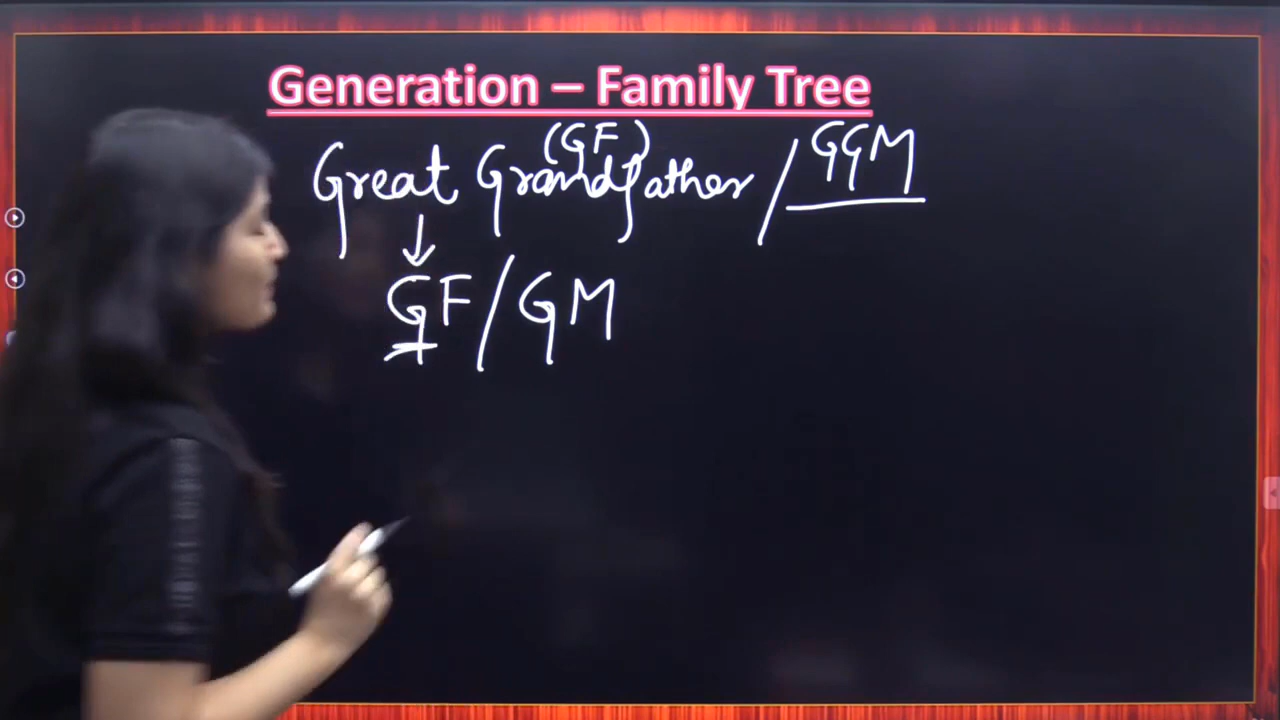 Generation – Family Tree
(GF)
Great Grandfather / GGM
↓
GF / GM